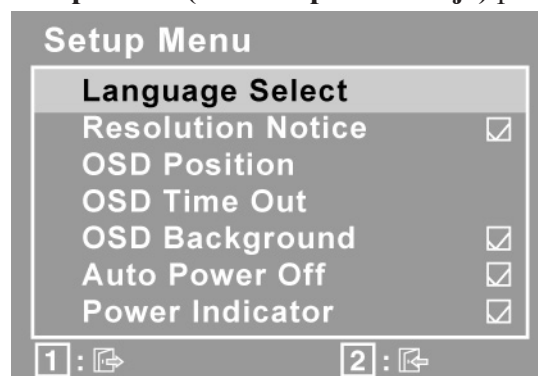 Setup Menu
Language Select
Resolution Notice
OSD Position
OSD Time Out
OSD Background
Auto Power Off
Power Indicator
1: 2: